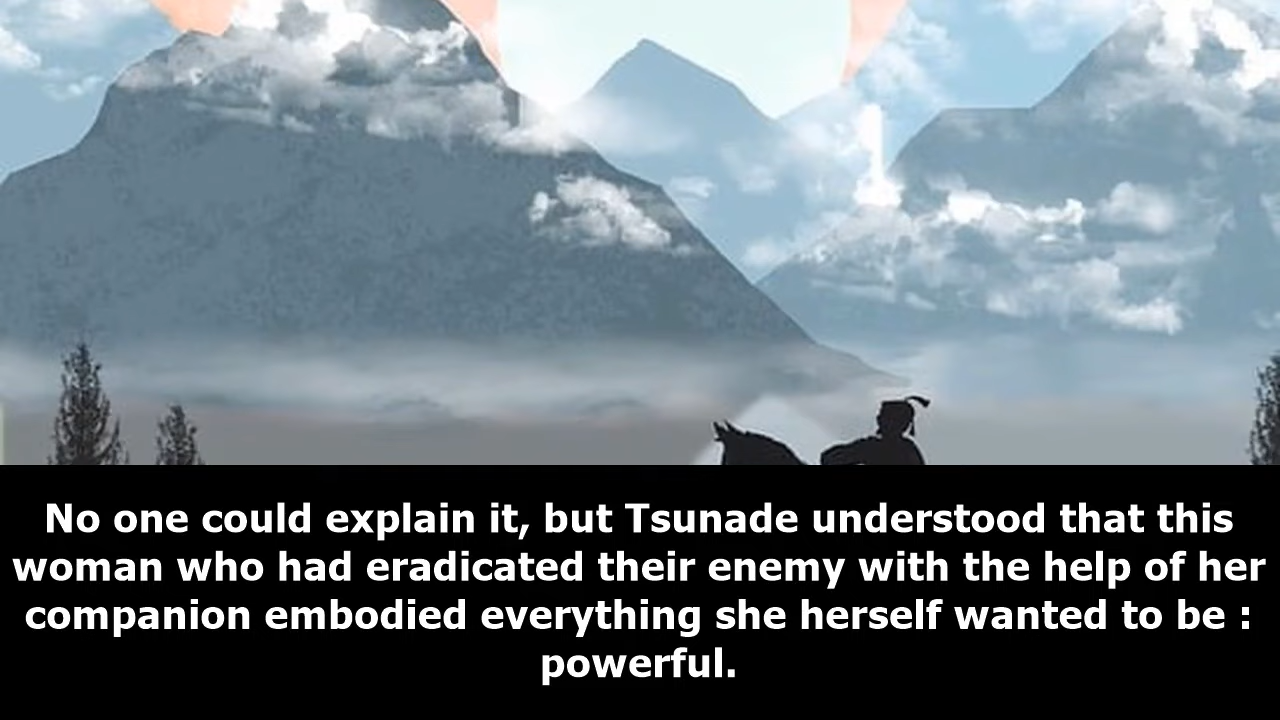 No one could explain it, but Tsunade understood that this
woman who had eradicated their enemy with the help of her
companion embodied everything she herself wanted to be :
powerful.